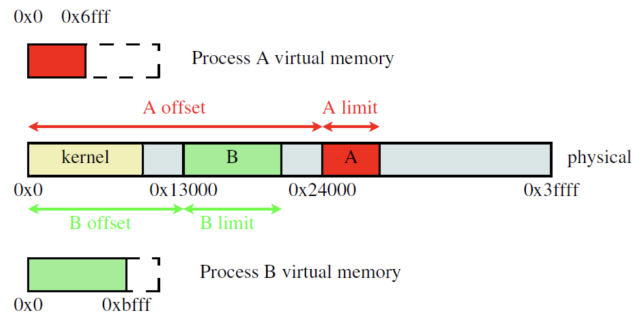 0x0 0x6fff
Process A virtual memory
A offset A limit
kernel B A physical
0x0 0x13000 0x24000 0x3ffff
B offset B limit
Process B virtual memory
0x0 0xbfff